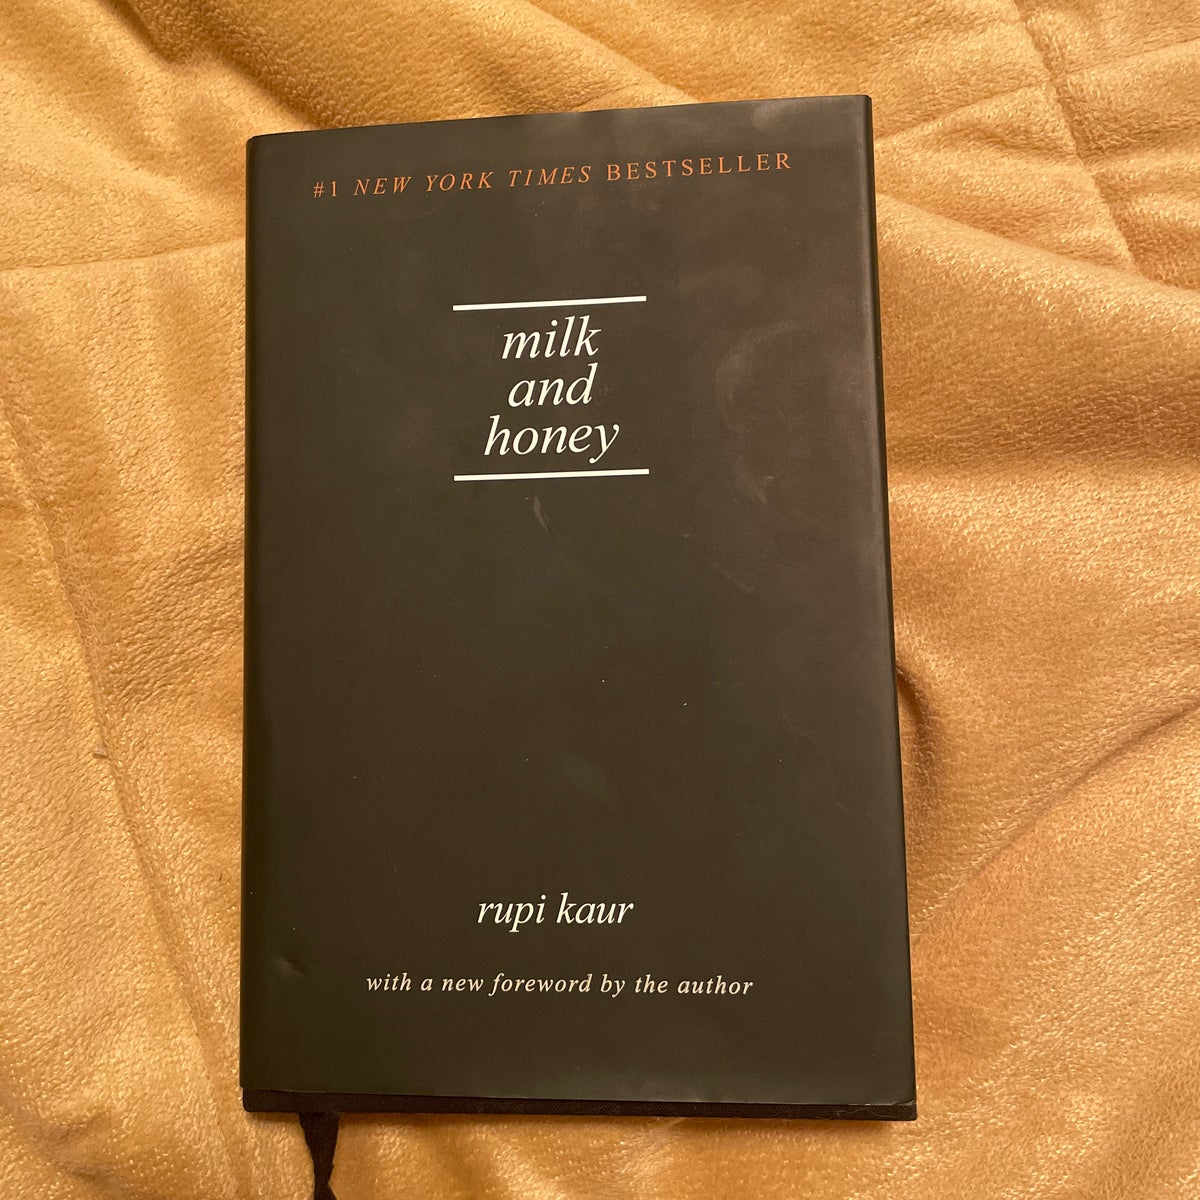 #1 NEW YORK TIMES BESTSELLER
milk
and
honey
rupi kaur
with a new foreword by the author